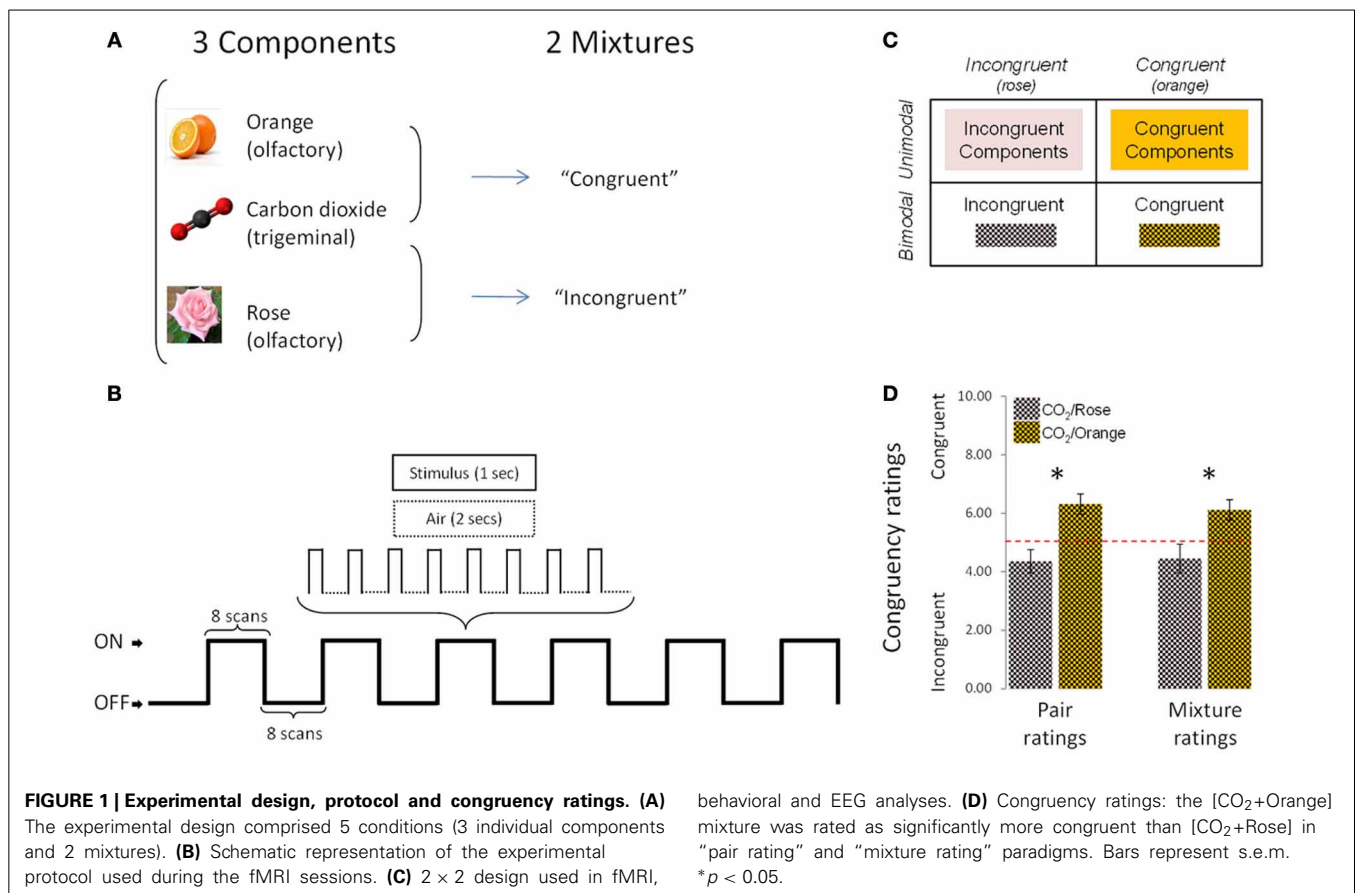 A
3 Components
2 Mixtures
Orange
(olfactory)
Carbon dioxide
(trigeminal)
Rose
(olfactory)
“Congruent”
“Incongruent”
B
Stimulus (1 sec)
Air (2 secs)
8 scans
ON
OFF
8 scans
C
Incongruent
(rose)
Congruent
(orange)
Unimodal
Bimodal
Incongruent
Components
Congruent
Components
Incongruent
Congruent
D
Congruency ratings
Incongruent
Congruent
10.00
8.00
6.00
4.00
2.00
0.00
CO₂/Rose
CO₂/Orange
*
*
Pair
ratings
Mixture
ratings
FIGURE 1 | Experimental design, protocol and congruency ratings. (A)
The experimental design comprised 5 conditions (3 individual components
and 2 mixtures). (B) Schematic representation of the experimental
protocol used during the fMRI sessions. (C) 2 × 2 design used in fMRI,
behavioral and EEG analyses. (D) Congruency ratings: the [CO₂+Orange]
mixture was rated as significantly more congruent than [CO₂+Rose] in
“pair rating” and “mixture rating” paradigms. Bars represent s.e.m.
*p < 0.05.